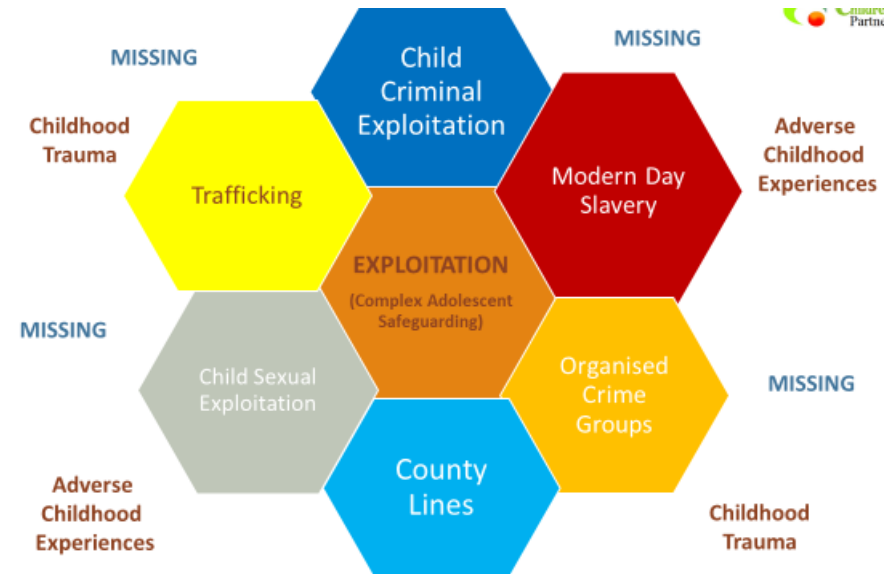 Partne
MISSING
MISSING
Child
Criminal
Exploitation
Childhood
Trauma
Adverse
Childhood
Experiences
Trafficking
Modern Day
Slavery
EXPLOITATION
(Complex Adolescent
Safeguarding)
MISSING
Child Sexual
Exploitation
Organised
Crime
Groups
MISSING
County
Lines
Adverse
Childhood
Experiences
Childhood
Trauma